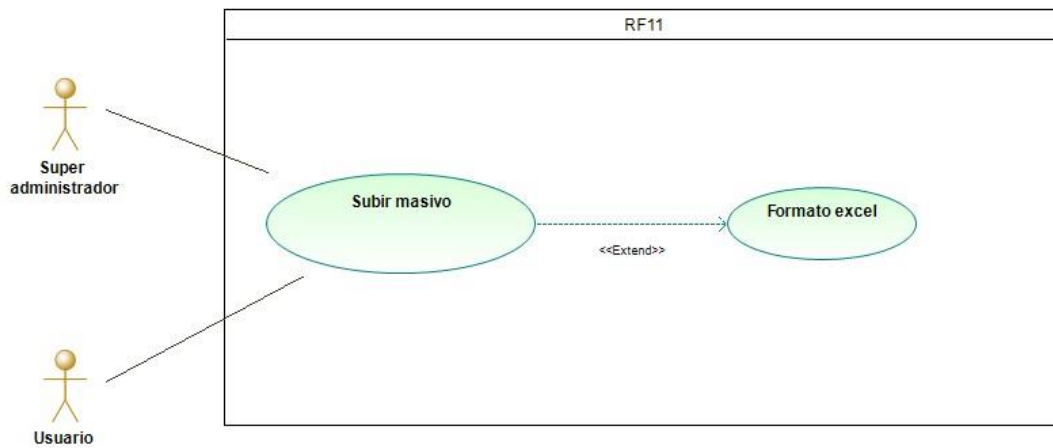 RF11
Super
administrador
Subir masivo
Formato excel
<<Extend>>
Usuario